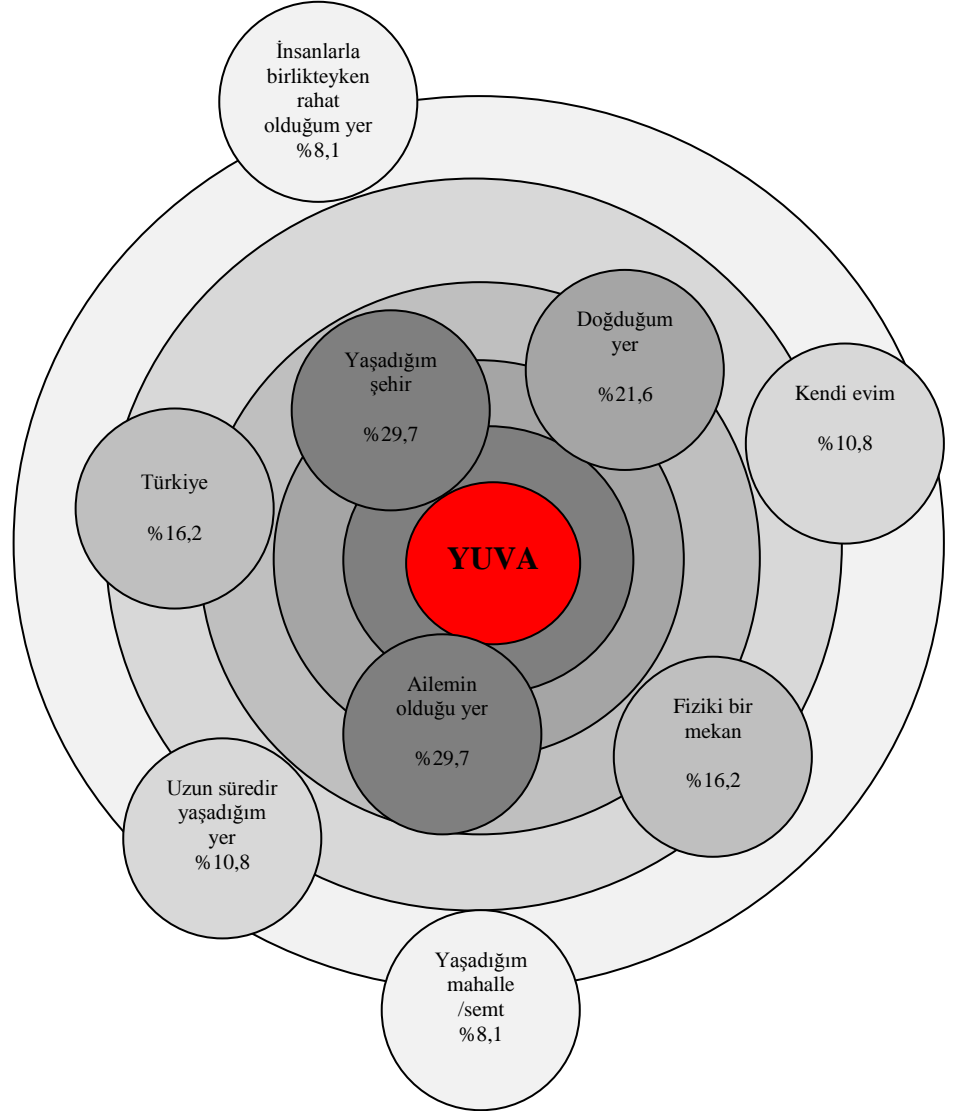 İnsanlarla
birlikteyken
rahat
olduğum yer
%8,1
Doğduğum
yer
%21,6
Yaşadığım
şehir
%29,7
Kendi evim
%10,8
Türkiye
%16,2
YUVA
Ailemin
olduğu yer
%29,7
Fiziki bir
mekan
%16,2
Uzun süredir
yaşadığım
yer
%10,8
Yaşadığım
mahalle
/semt
%8,1